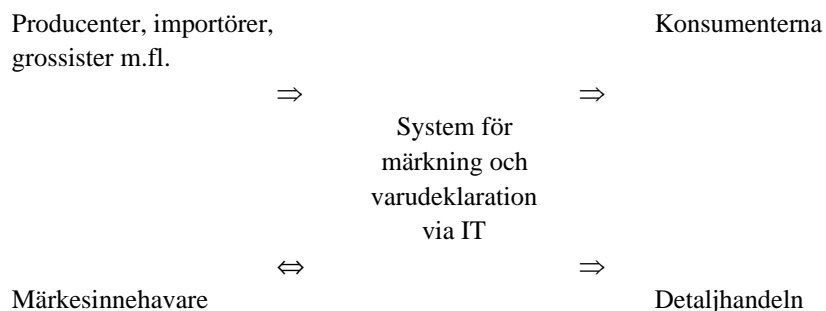 Producenter, importörer,
grossister m.fl.
Konsumenterna
⇒ ⇒
System för
märkning och
varudeklaration
via IT
⇔ ⇒
Märkesinnehavare
Detaljhandeln